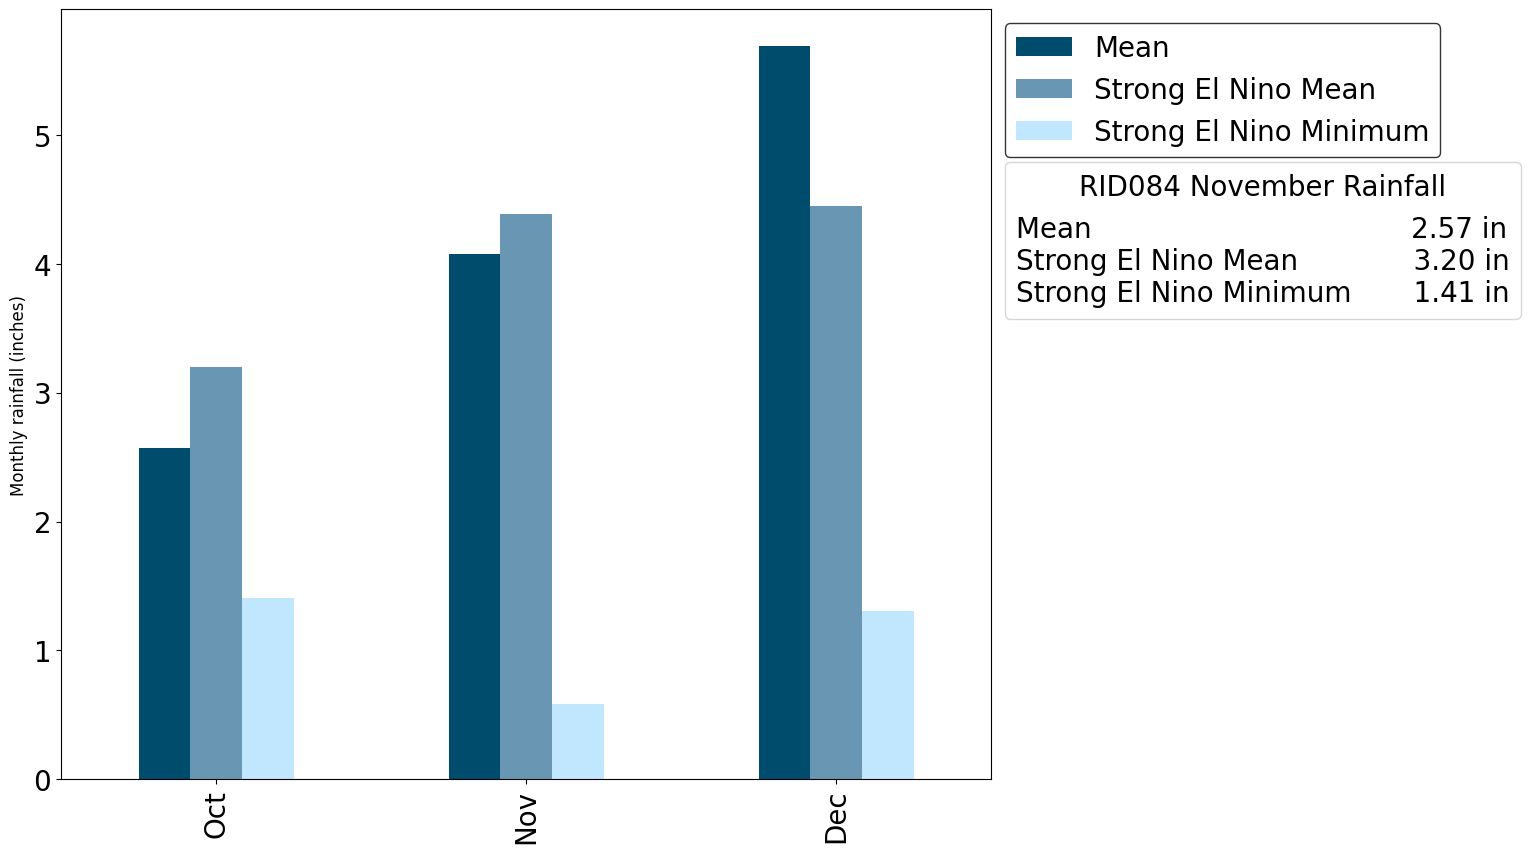 Mean
Strong El Nino Mean
Strong El Nino Minimum
RID084 November Rainfall
Mean 2.57 in
Strong El Nino Mean 3.20 in
Strong El Nino Minimum 1.41 in
Monthly rainfall (inches)
5
4
3
2
1
0
Oct Nov Dec